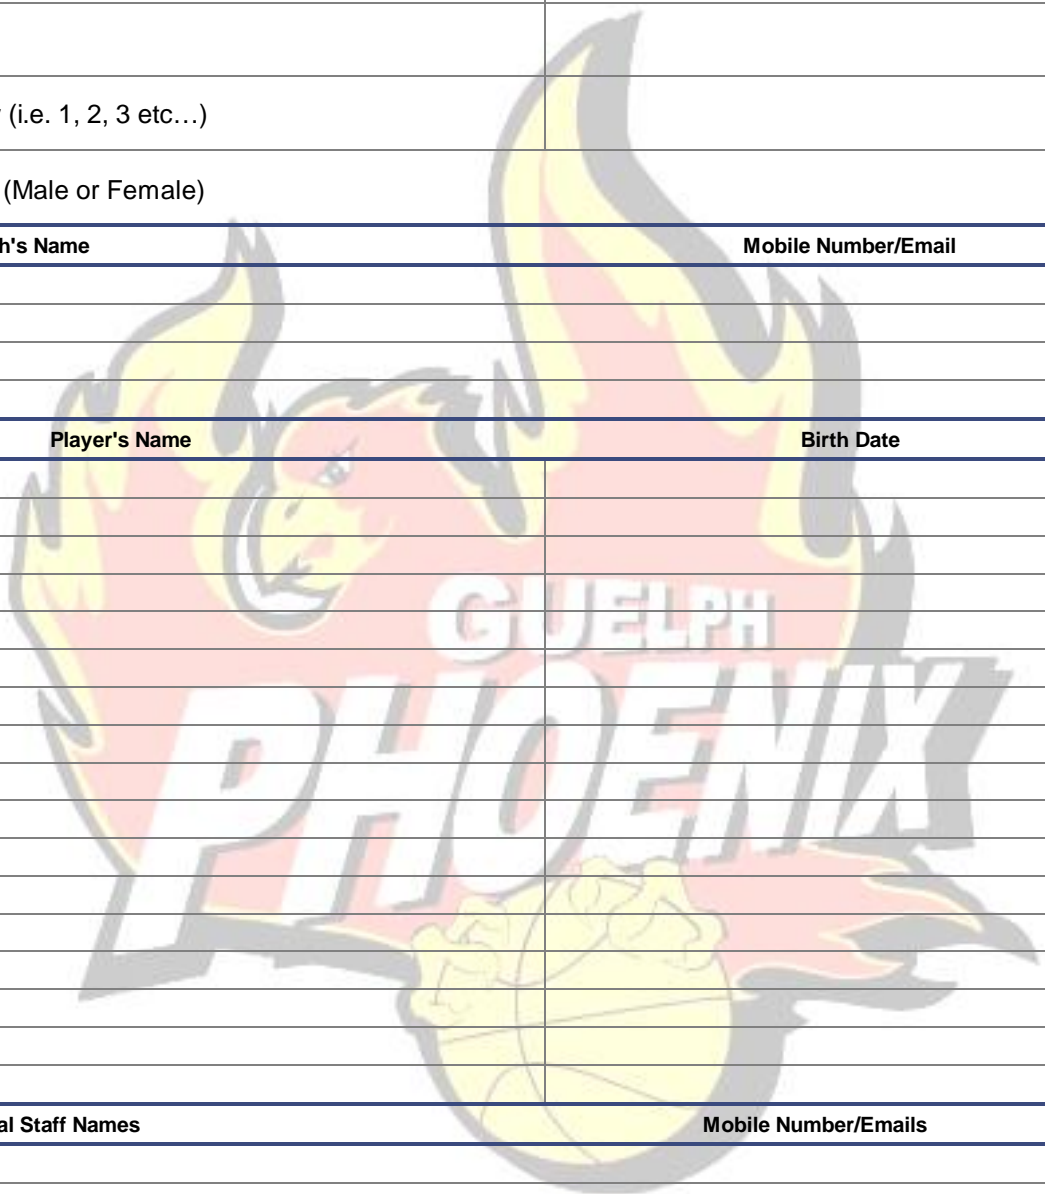 (i.e. 1, 2, 3 etc…)
(Male or Female)
h's Name Mobile Number/Email
Player's Name Birth Date
GUELPH
PHOENIX
al Staff Names Mobile Number/Emails